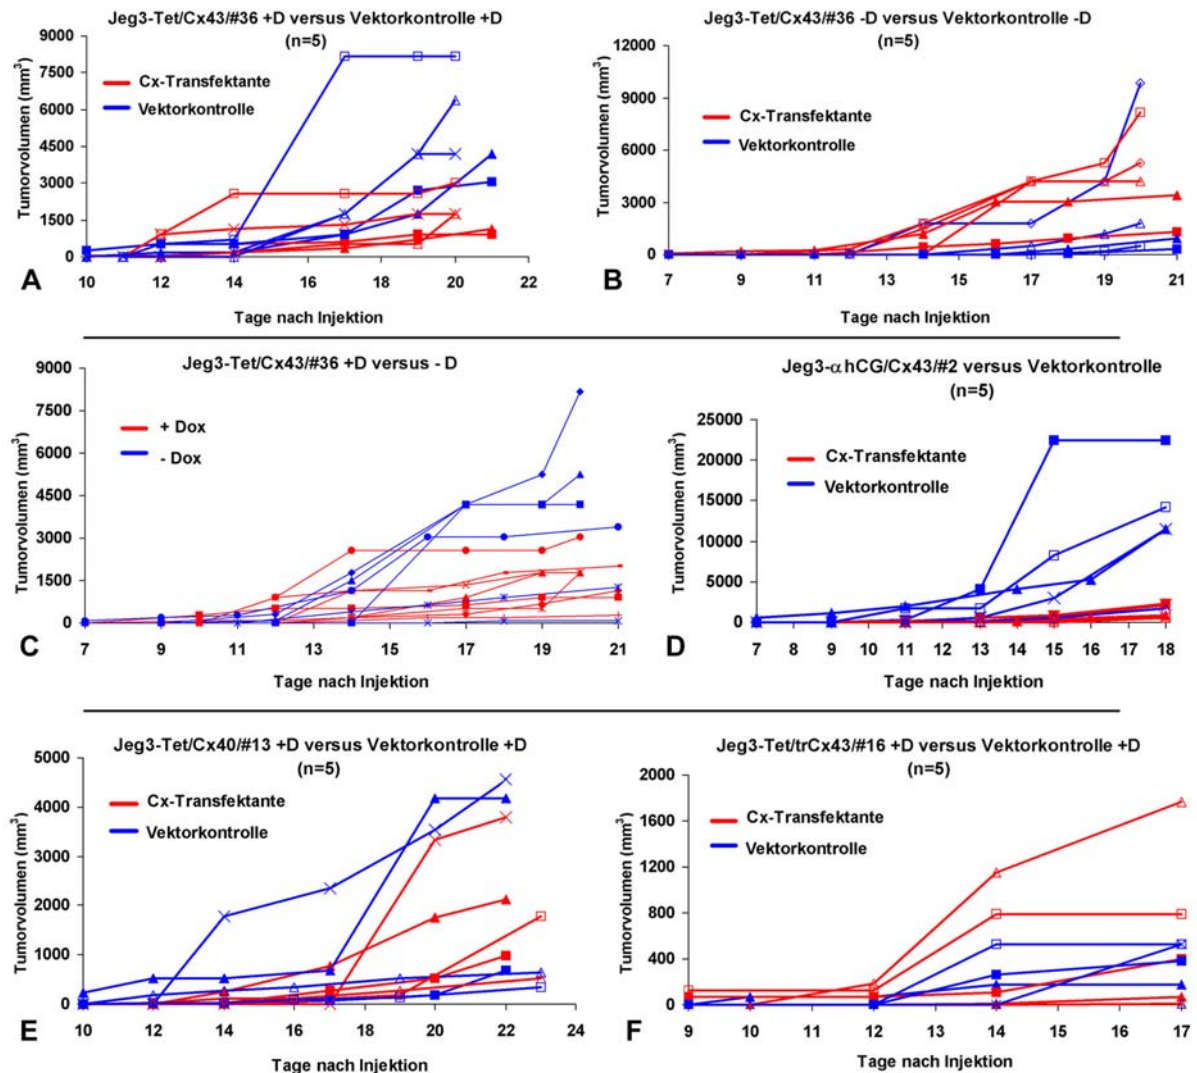 Jeg3-Tet/Cx43/#36 +D versus Vektorkontrolle +D
(n=5)
9000
7500
6000
4500
3000
1500
0
Tumorvolumen (mm³)
Cx-Transfektante
Vektorkontrolle
10 12 14 16 18 20 22
A
Tage nach Injektion
Jeg3-Tet/Cx43/#36 -D versus Vektorkontrolle -D
(n=5)
12000
9000
6000
3000
0
Tumorvolumen (mm³)
Cx-Transfektante
Vektorkontrolle
7 9 11 13 15 17 19 21
B
Tage nach Injektion
Jeg3-Tet/Cx43/#36 +D versus - D
9000
7500
6000
4500
3000
1500
0
Tumorvolumen (mm³)
+ Dox
- Dox
7 9 11 13 15 17 19 21
C
Tage nach Injektion
Jeg3-αhCG/Cx43/#2 versus Vektorkontrolle
(n=5)
25000
20000
15000
10000
5000
0
Tumorvolumen (mm³)
Cx-Transfektante
Vektorkontrolle
7 8 9 10 11 12 13 14 15 16 17 18
D
Tage nach Injektion
Jeg3-Tet/Cx40/#13 +D versus Vektorkontrolle +D
(n=5)
5000
4000
3000
2000
1000
0
Tumorvolumen (mm³)
Cx-Transfektante
Vektorkontrolle
10 12 14 16 18 20 22 24
E
Tage nach Injektion
Jeg3-Tet/trCx43/#16 +D versus Vektorkontrolle +D
(n=5)
2000
1600
1200
800
400
0
Tumorvolumen (mm³)
Cx-Transfektante
Vektorkontrolle
9 10 11 12 13 14 15 16 17
F
Tage nach Injektion